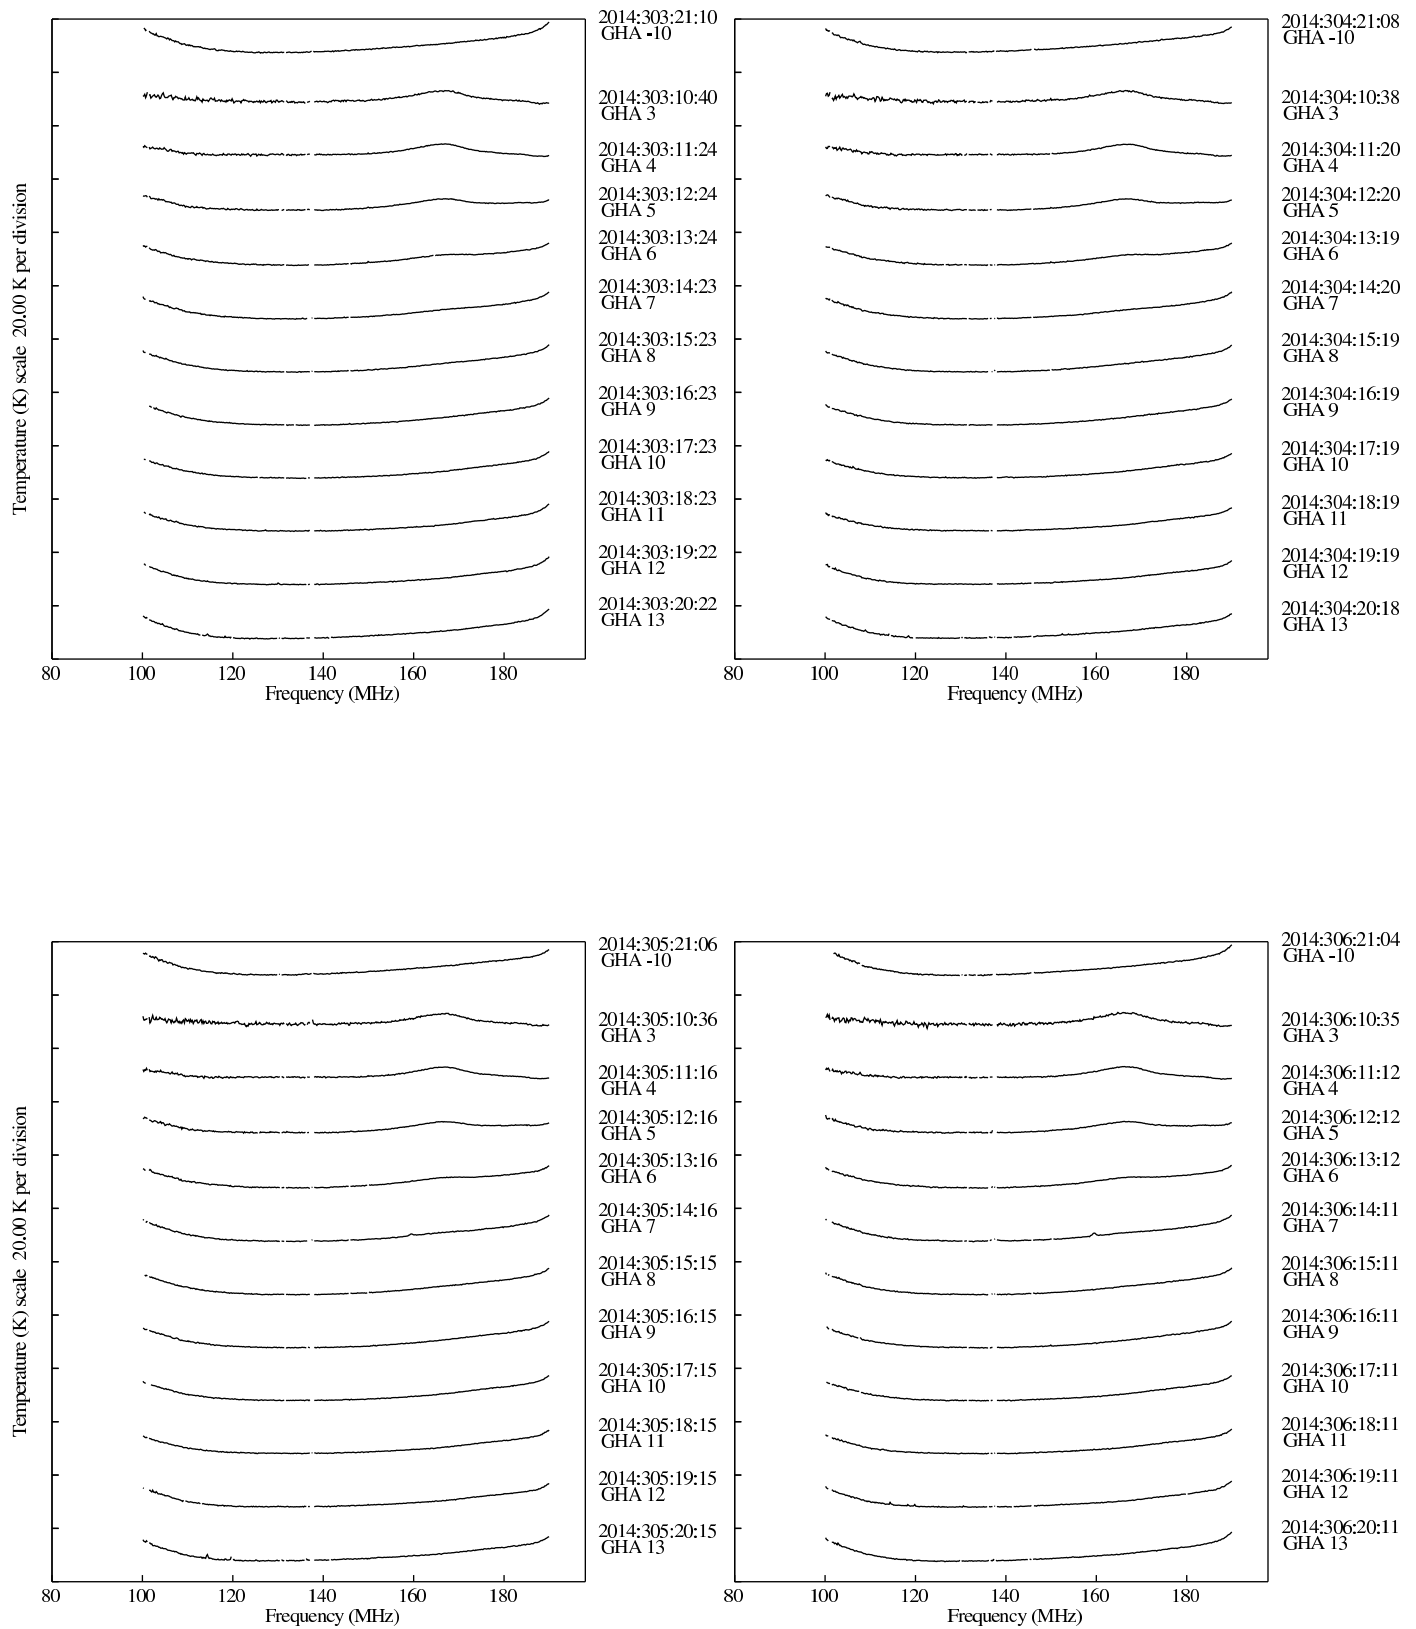 2014:303:21:10
GHA -10
2014:303:10:40
GHA 3
2014:303:11:24
GHA 4
2014:303:12:24
GHA 5
2014:303:13:24
GHA 6
2014:303:14:23
GHA 7
2014:303:15:23
GHA 8
2014:303:16:23
GHA 9
2014:303:17:23
GHA 10
2014:303:18:23
GHA 11
2014:303:19:22
GHA 12
2014:303:20:22
GHA 13
Temperature (K) scale 20.00 K per division
80 100 120 140 160 180
Frequency (MHz)
2014:304:21:08
GHA -10
2014:304:10:38
GHA 3
2014:304:11:20
GHA 4
2014:304:12:20
GHA 5
2014:304:13:19
GHA 6
2014:304:14:20
GHA 7
2014:304:15:19
GHA 8
2014:304:16:19
GHA 9
2014:304:17:19
GHA 10
2014:304:18:19
GHA 11
2014:304:19:19
GHA 12
2014:304:20:18
GHA 13
80 100 120 140 160 180
Frequency (MHz)
2014:305:21:06
GHA -10
2014:305:10:36
GHA 3
2014:305:11:16
GHA 4
2014:305:12:16
GHA 5
2014:305:13:16
GHA 6
2014:305:14:16
GHA 7
2014:305:15:15
GHA 8
2014:305:16:15
GHA 9
2014:305:17:15
GHA 10
2014:305:18:15
GHA 11
2014:305:19:15
GHA 12
2014:305:20:15
GHA 13
Temperature (K) scale 20.00 K per division
80 100 120 140 160 180
Frequency (MHz)
2014:306:21:04
GHA -10
2014:306:10:35
GHA 3
2014:306:11:12
GHA 4
2014:306:12:12
GHA 5
2014:306:13:12
GHA 6
2014:306:14:11
GHA 7
2014:306:15:11
GHA 8
2014:306:16:11
GHA 9
2014:306:17:11
GHA 10
2014:306:18:11
GHA 11
2014:306:19:11
GHA 12
2014:306:20:11
GHA 13
80 100 120 140 160 180
Frequency (MHz)